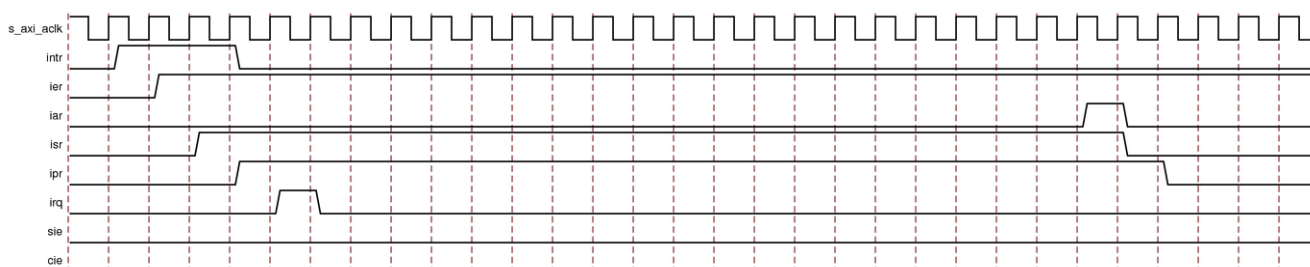 s_axi_aclk
intr
ier
iar
isr
ipr
irq
sie
cie